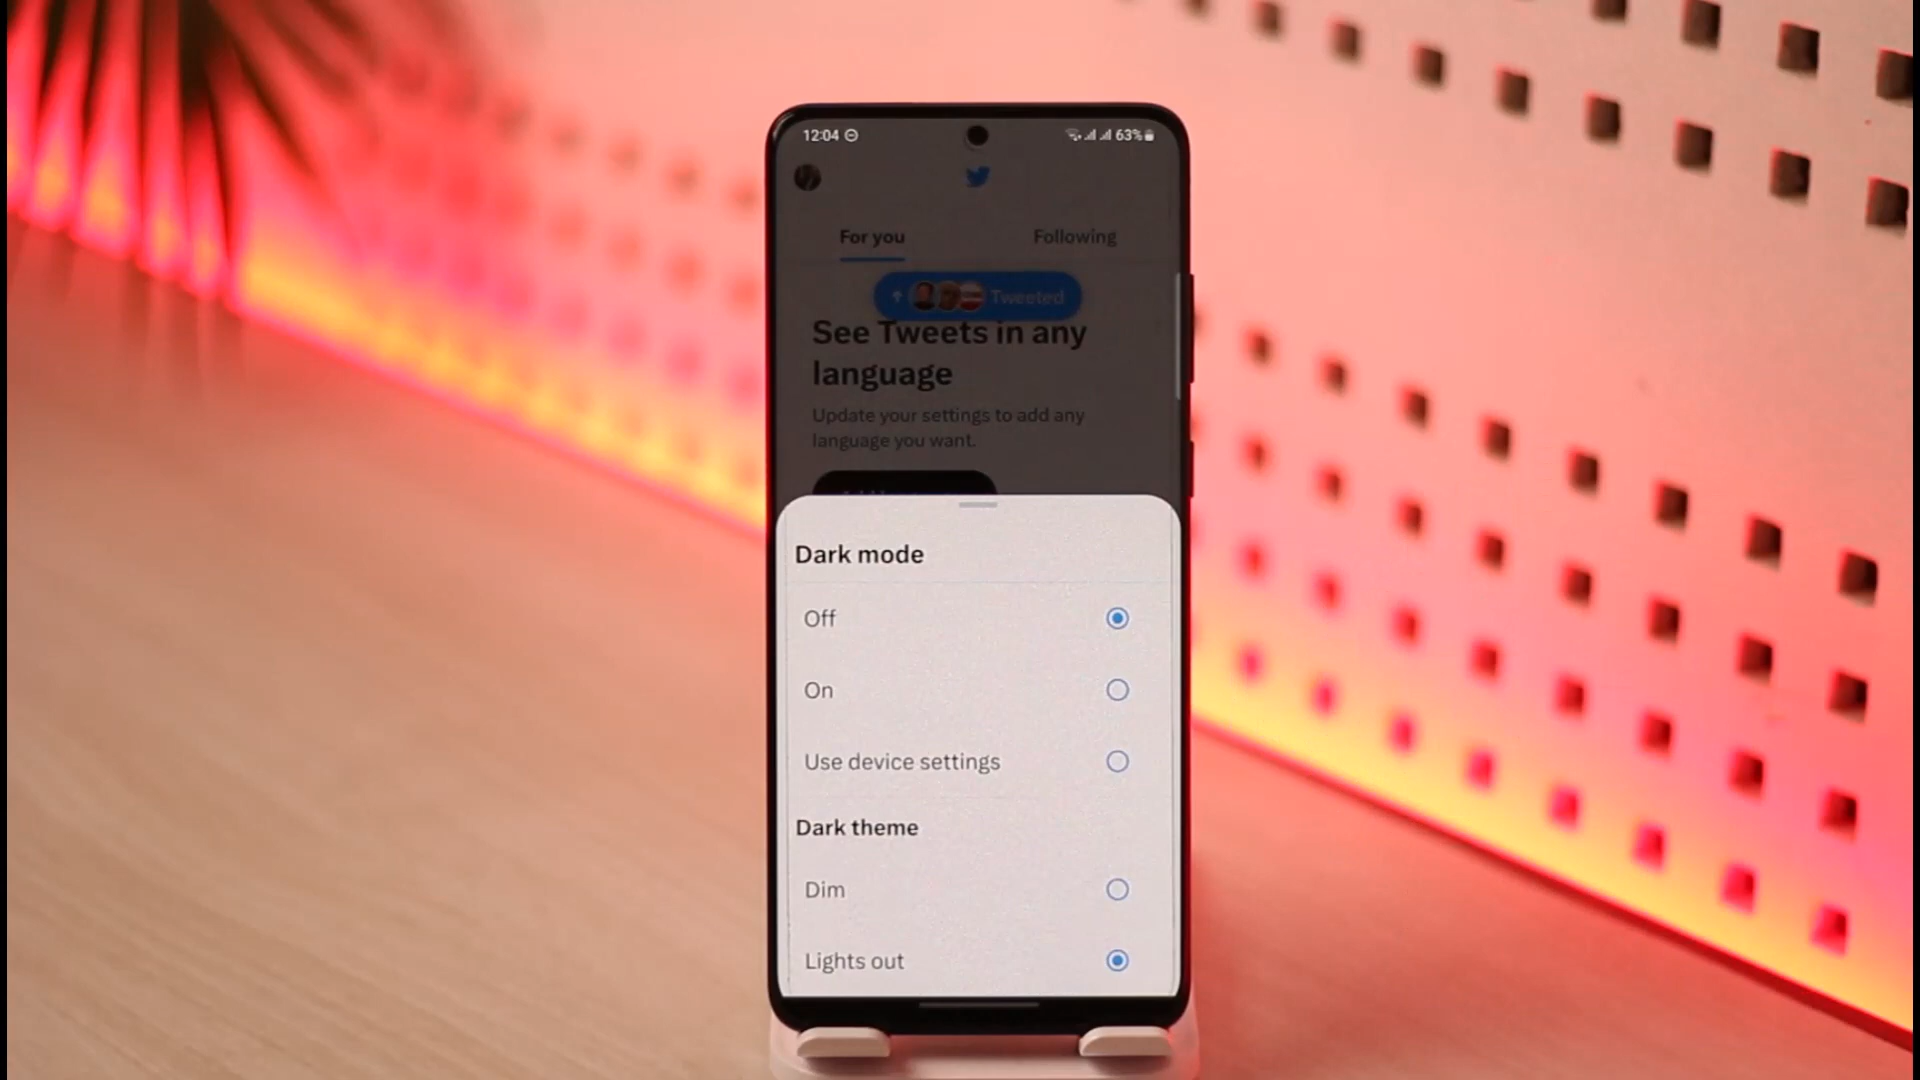 12:04
63%
For you
Following
Tweeted
See Tweets in any
language
Update your settings to add any
language you want.
Dark mode
Off
On
Use device settings
Dark theme
Dim
Lights out